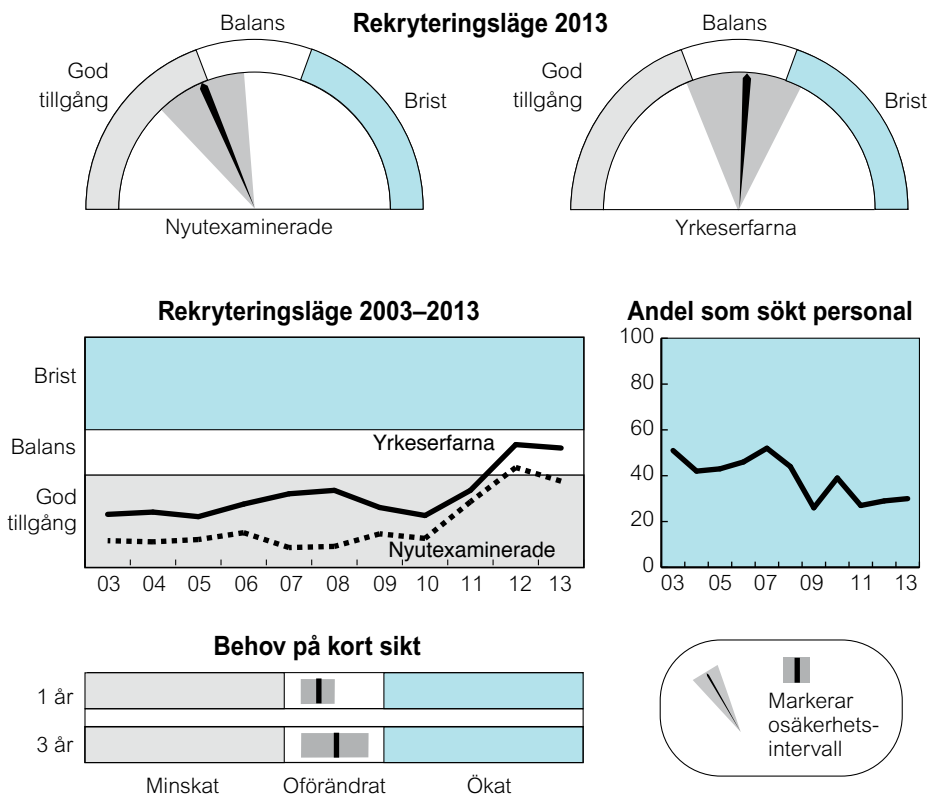 Rekryteringsläge 2013
Balans
God
tillgång
Brist
Nyutexaminerade
Balans
God
tillgång
Brist
Yrkeserfarna
Rekryteringsläge 2003–2013
Brist
Balans
God
tillgång
Yrkeserfarna
Nyutexaminerade
03 04 05 06 07 08 09 10 11 12 13
Andel som sökt personal
100
80
60
40
20
0
03 05 07 09 11 13
Behov på kort sikt
1 år
3 år
Minskat Oförändrat Ökat
Markerar
osäkerhets-
intervall